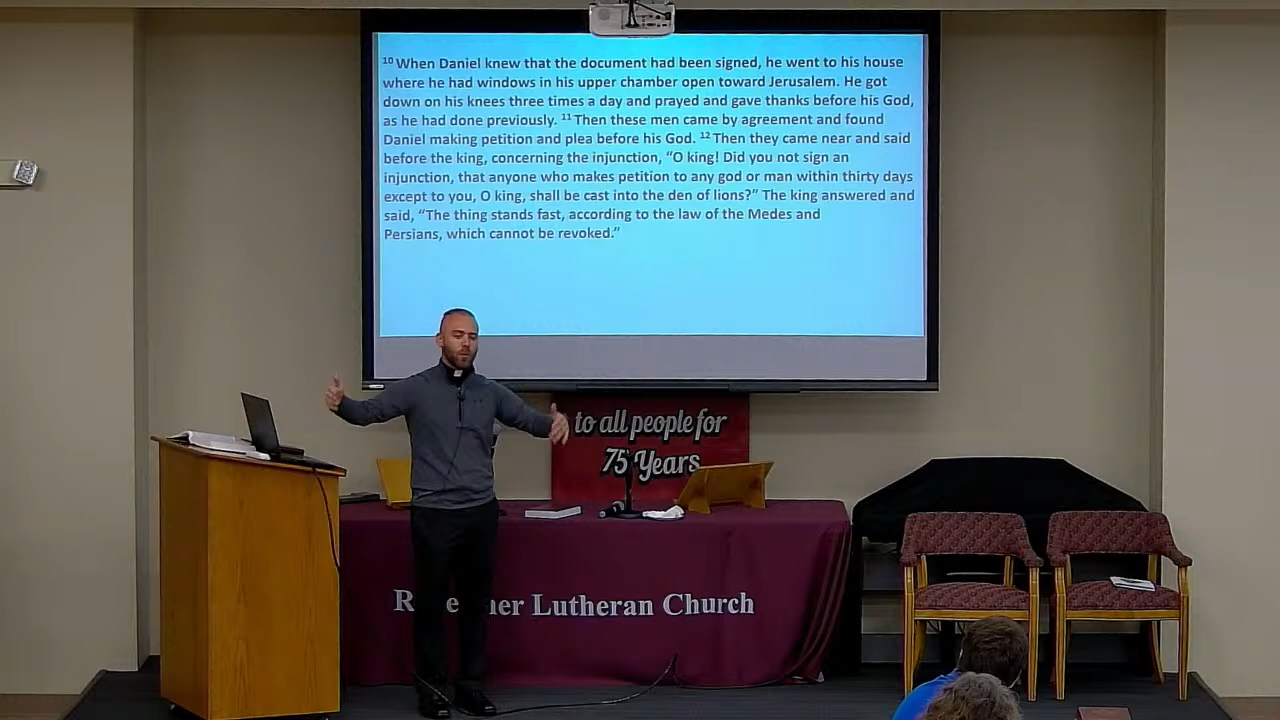 10 When Daniel knew that the document had been signed, he went to his house
where he had windows in his upper chamber open toward Jerusalem. He got
down on his knees three times a day and prayed and gave thanks before his God,
as he had done previously. 11 Then these men came by agreement and found
Daniel making petition and plea before his God. 12 Then they came near and said
before the king, concerning the injunction, “O king! Did you not sign an
injunction, that anyone who makes petition to any god or man within thirty days
except to you, O king, shall be cast into the den of lions?” The king answered and
said, “The thing stands fast, according to the law of the Medes and
Persians, which cannot be revoked.”
to all people for
75 Years
Lutheran Church